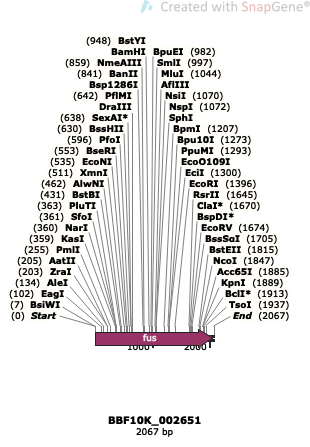 Created with SnapGene®
(948) BstYI
BamHI BpuEI (982)
(859) NmeAIII SmlI (997)
(841) BanII MluI (1044)
Bsp1286I AflIII
(642) PflMI NsiI (1070)
DraIII NspI (1072)
(638) SexAI* SphI
(630) BssHII BpmI (1207)
(596) PfoI Bpu10I (1273)
(553) BseRI PpuMI (1293)
(535) EcoNI EcoO109I
(511) XmnI EciI (1300)
(462) AlwNI EcoRI (1396)
(431) BstBI RsrII (1645)
(363) PluTI ClaI* (1670)
(361) SfoI BspDI*
(360) NarI EcoRV (1674)
(359) KasI BssSαI (1705)
(255) PmlI BstEII (1815)
(205) AatII NcoI (1847)
(203) ZraI Acc65I (1885)
(134) AleI KpnI (1889)
(102) EagI BclI* (1913)
(7) BsiWI TsoI (1937)
(0) Start End (2067)
fus
1000 2000
BBF10K_002651
2067 bp